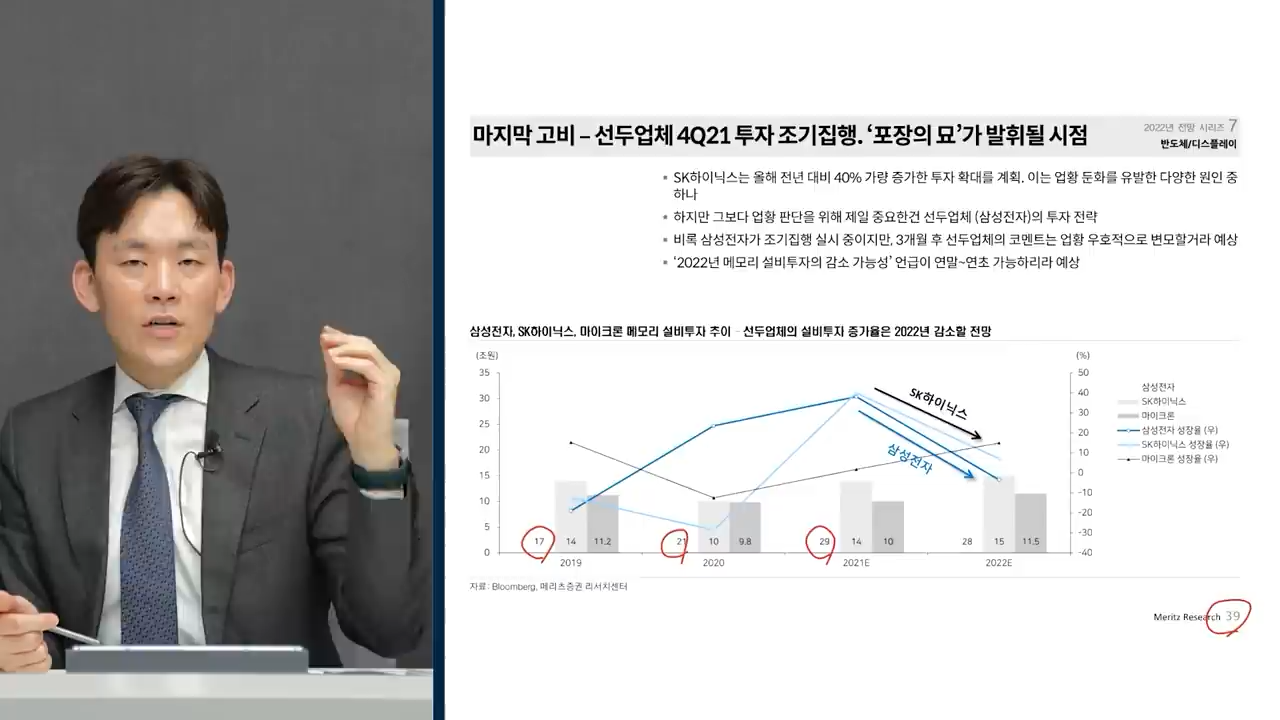 마지막 고비 – 선두업체 4Q21 투자 조기집행. ‘포장의 묘’가 발휘될 시점
2022년 전망 시리즈 7
반도체/디스플레이
▪ SK하이닉스는 올해 전년 대비 40% 가량 증가한 투자 확대를 계획. 이는 업황 둔화를 유발한 다양한 원인 중
하나
▪ 하지만 그보다 업황 판단을 위해 제일 중요한건 선두업체 (삼성전자)의 투자 전략
▪ 비록 삼성전자가 조기집행 실시 중이지만, 3개월 후 선두업체의 코멘트는 업황 우호적으로 변모할거라 예상
▪ ‘2022년 메모리 설비투자의 감소 가능성’ 언급이 연말~연초 가능하리라 예상
삼성전자, SK하이닉스, 마이크론 메모리 설비투자 추이 – 선두업체의 설비투자 증가율은 2022년 감소할 전망
(조원)
(%)
35
30
25
20
15
10
5
0
50
40
30
20
10
0
-10
-20
-30
-40
SK하이닉스
삼성전자
17 14 11.2
21 10 9.8
29 14 10
28 15 11.5
2019 2020 2021E 2022E
삼성전자
SK하이닉스
마이크론
삼성전자 성장율 (우)
SK하이닉스 성장율 (우)
마이크론 성장율 (우)
자료: Bloomberg, 메리츠증권 리서치센터
Meritz Research 39